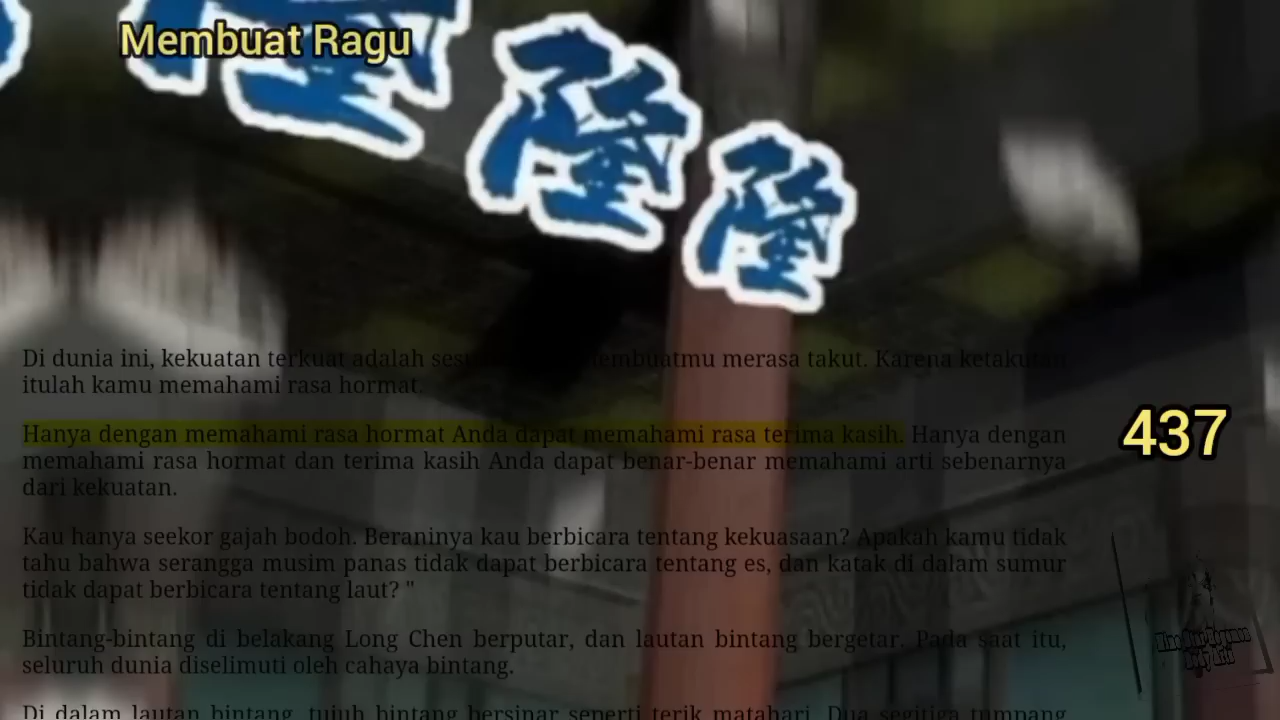 Membuat Ragu
隆 隆 隆
Di dunia ini, kekuatan terkuat adalah membuatmu merasa takut. Karena ketakutan
itulah kamu memahami rasa hormat.
Hanya dengan memahami rasa hormat Anda dapat memahami rasa terima kasih. Hanya dengan
memahami rasa hormat dan terima kasih Anda dapat benar-benar memahami arti sebenarnya
dari kekuatan.
437
Kau hanya seekor gajah bodoh. Beraninya kau berbicara tentang kekuasaan? Apakah kamu tidak
tahu bahwa serangga musim panas tidak dapat berbicara tentang es, dan katak di dalam sumur
tidak dapat berbicara tentang laut? "
Bintang-bintang di belakang Long Chen berputar, dan lautan bintang bergetar. Pada saat itu,
seluruh dunia diselimuti oleh cahaya bintang.
Di dalam lautan bintang, tujuh bintang bersinar seperti terik matahari. Dua segitiga tumpang